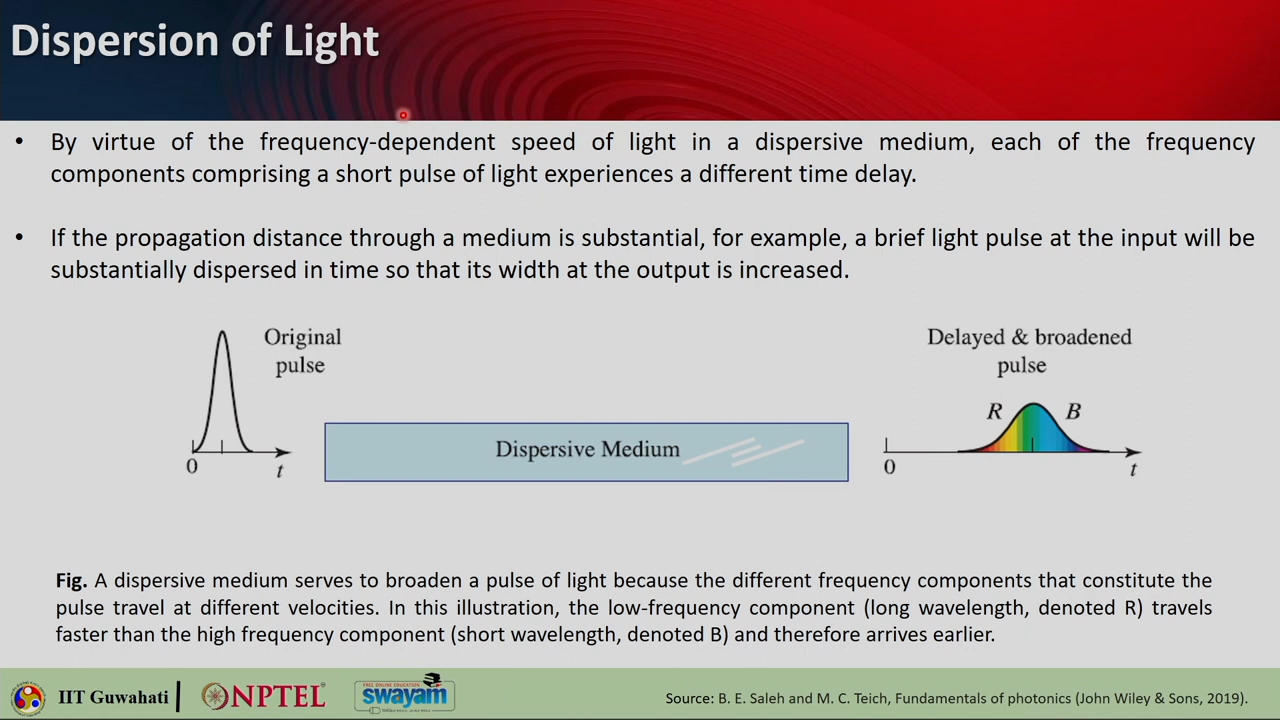 Dispersion of Light
• By virtue of the frequency-dependent speed of light in a dispersive medium, each of the frequency
components comprising a short pulse of light experiences a different time delay.
• If the propagation distance through a medium is substantial, for example, a brief light pulse at the input will be
substantially dispersed in time so that its width at the output is increased.
Original
pulse
0
t
Dispersive Medium
Delayed & broadened
pulse
R
B
0
t
Fig. A dispersive medium serves to broaden a pulse of light because the different frequency components that constitute the
pulse travel at different velocities. In this illustration, the low-frequency component (long wavelength, denoted R) travels
faster than the high frequency component (short wavelength, denoted B) and therefore arrives earlier.
IIT Guwahati
NPTEL
FREE ONLINE EDUCATION
swayam
Source: B. E. Saleh and M. C. Teich, Fundamentals of photonics (John Wiley & Sons, 2019).